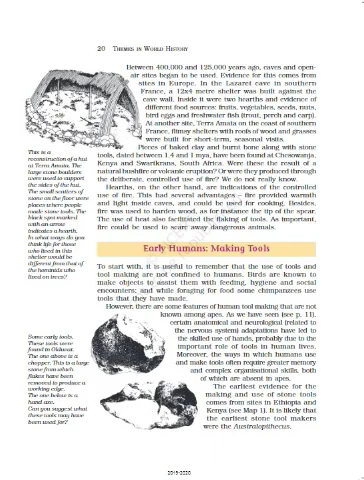 20 THEMES IN WORLD HISTORY
Between 400,000 and 125,000 years ago, caves and open-
air sites began to be used. Evidence for this comes from
sites in Europe. In the Lazaret cave in southern
France, a 12x4 metre shelter was built against the
cave wall. Inside it were two hearths and evidence of
different food sources: fruits, vegetables, seeds, nuts,
bird eggs and freshwater fish (trout, perch and carp).
At another site, Terra Amata on the coast of southern
France, flimsy shelters with roofs of wood and grasses
were built for short-term, seasonal visits.
Pieces of baked clay and burnt bone along with stone
tools, dated between 1.4 and 1 mya, have been found at Chesowanja,
Kenya and Swartkrans, South Africa. Were these the result of a
natural bushfire or volcanic eruption? Or were they produced through
the deliberate, controlled use of fire? We do not really know.
Hearths, on the other hand, are indications of the controlled
use of fire. This had several advantages – fire provided warmth
and light inside caves, and could be used for cooking. Besides,
fire was used to harden wood, as for instance the tip of the spear.
The use of heat also facilitated the flaking of tools. As important,
fire could be used to scare away dangerous animals.
This is a
reconstruction of a hut
at Terra Amata. The
large stone boulders
were used to support
the sides of the hut.
The small scatters of
stone on the floor were
places where people
made stone tools. The
black spot marked
with an arrow
indicates a hearth.
In what ways do you
think life for those
who lived in this
shelter would be
different from that of
the hominids who
lived on trees?
Early Humans: Making Tools
To start with, it is useful to remember that the use of tools and
tool making are not confined to humans. Birds are known to
make objects to assist them with feeding, hygiene and social
encounters; and while foraging for food some chimpanzees use
tools that they have made.
However, there are some features of human tool making that are not
known among apes. As we have seen (see p. 11),
certain anatomical and neurological (related to
the nervous system) adaptations have led to
the skilled use of hands, probably due to the
important role of tools in human lives.
Moreover, the ways in which humans use
and make tools often require greater memory
and complex organisational skills, both
of which are absent in apes.
The earliest evidence for the
making and use of stone tools
comes from sites in Ethiopia and
Kenya (see Map 1). It is likely that
the earliest stone tool makers
were the Australopithecus.
Some early tools.
These tools were
found in Olduvai.
The one above is a
chopper. This is a large
stone from which
flakes have been
removed to produce a
working edge.
The one below is a
hand axe.
Can you suggest what
these tools may have
been used for?
2019-2020